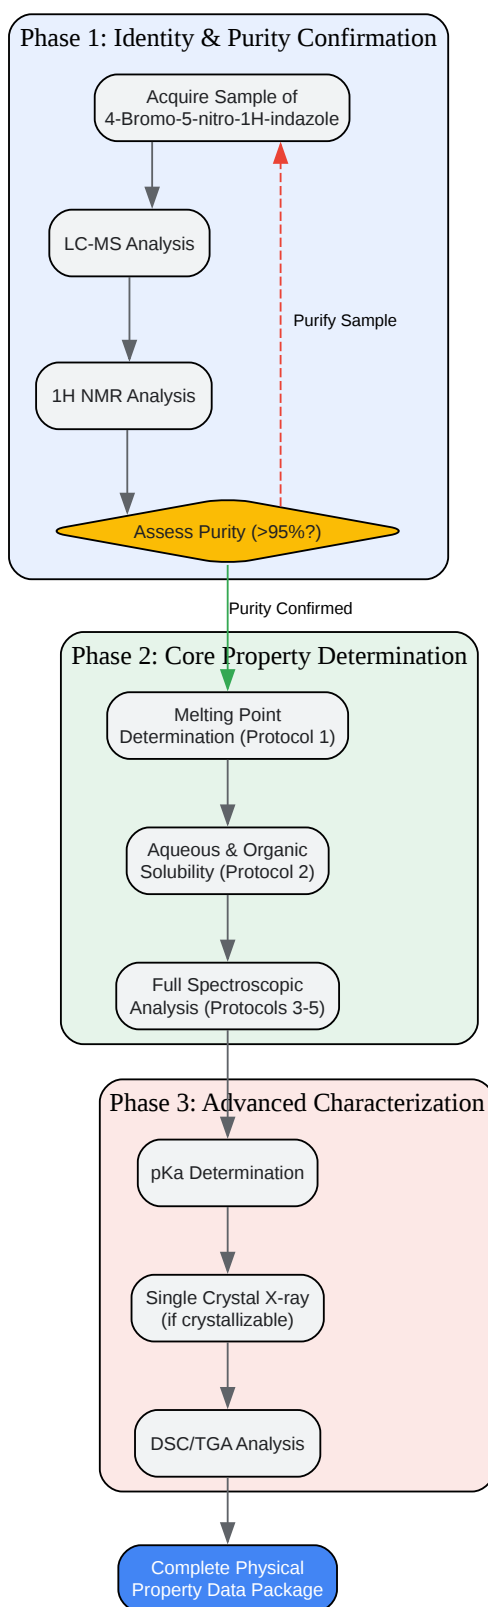 Phase 1: Identity & Purity Confirmation
Acquire Sample of
4-Bromo-5-nitro-1H-indazole
LC-MS Analysis
Purify Sample
1H NMR Analysis
Assess Purity (>95%?)
Purity Confirmed
Phase 2: Core Property Determination
Melting Point
Determination (Protocol 1)
Aqueous & Organic
Solubility (Protocol 2)
Full Spectroscopic
Analysis (Protocols 3-5)
Phase 3: Advanced Characterization
pKa Determination
Single Crystal X-ray
(if crystallizable)
DSC/TGA Analysis
Complete Physical
Property Data Package